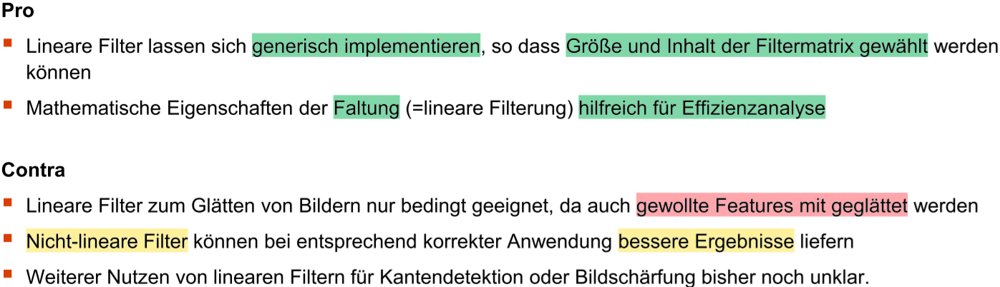 Pro
Lineare Filter lassen sich generisch implementieren, so dass Größe und Inhalt der Filtermatrix gewählt werden
können
Mathematische Eigenschaften der Faltung (=lineare Filterung) hilfreich für Effizienzanalyse
Contra
Lineare Filter zum Glätten von Bildern nur bedingt geeignet, da auch gewollte Features mit geglättet werden
Nicht-lineare Filter können bei entsprechend korrekter Anwendung bessere Ergebnisse liefern
Weiterer Nutzen von linearen Filtern für Kantendetektion oder Bildschärfung bisher noch unklar.